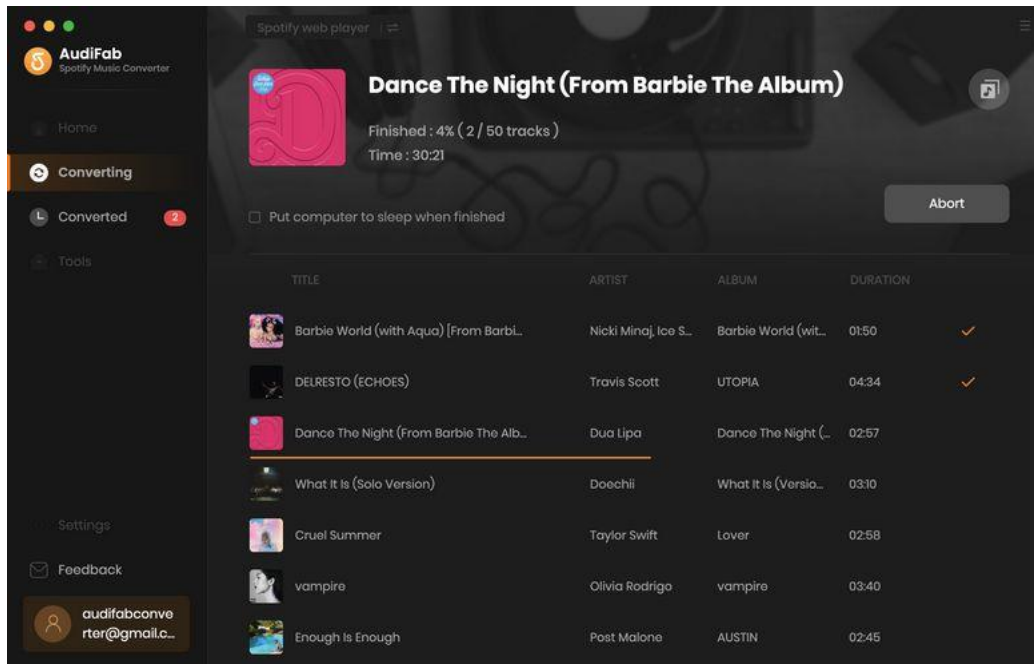 AudiFab
Spotify Music Converter
Home
Converting
Converted 2
Tools
Settings
Feedback
audifabconve
rter@gmail.c...
Spotify web player
Dance The Night (From Barbie The Album)
Finished : 4% ( 2 / 50 tracks )
Time : 30:21
Put computer to sleep when finished
Abort
TITLE ARTIST ALBUM DURATION
Barbie World (with Aqua) [From Barbi... Nicki Minaj, Ice S... Barbie World (wit... 01:50
DELRESTO (ECHOES) Travis Scott UTOPIA 04:34
Dance The Night (From Barbie The Alb... Dua Lipa Dance The Night (... 02:57
What It Is (Solo Version) Doechii What It Is (Versio... 03:10
Cruel Summer Taylor Swift Lover 02:58
vampire Olivia Rodrigo vampire 03:40
Enough Is Enough Post Malone AUSTIN 02:45